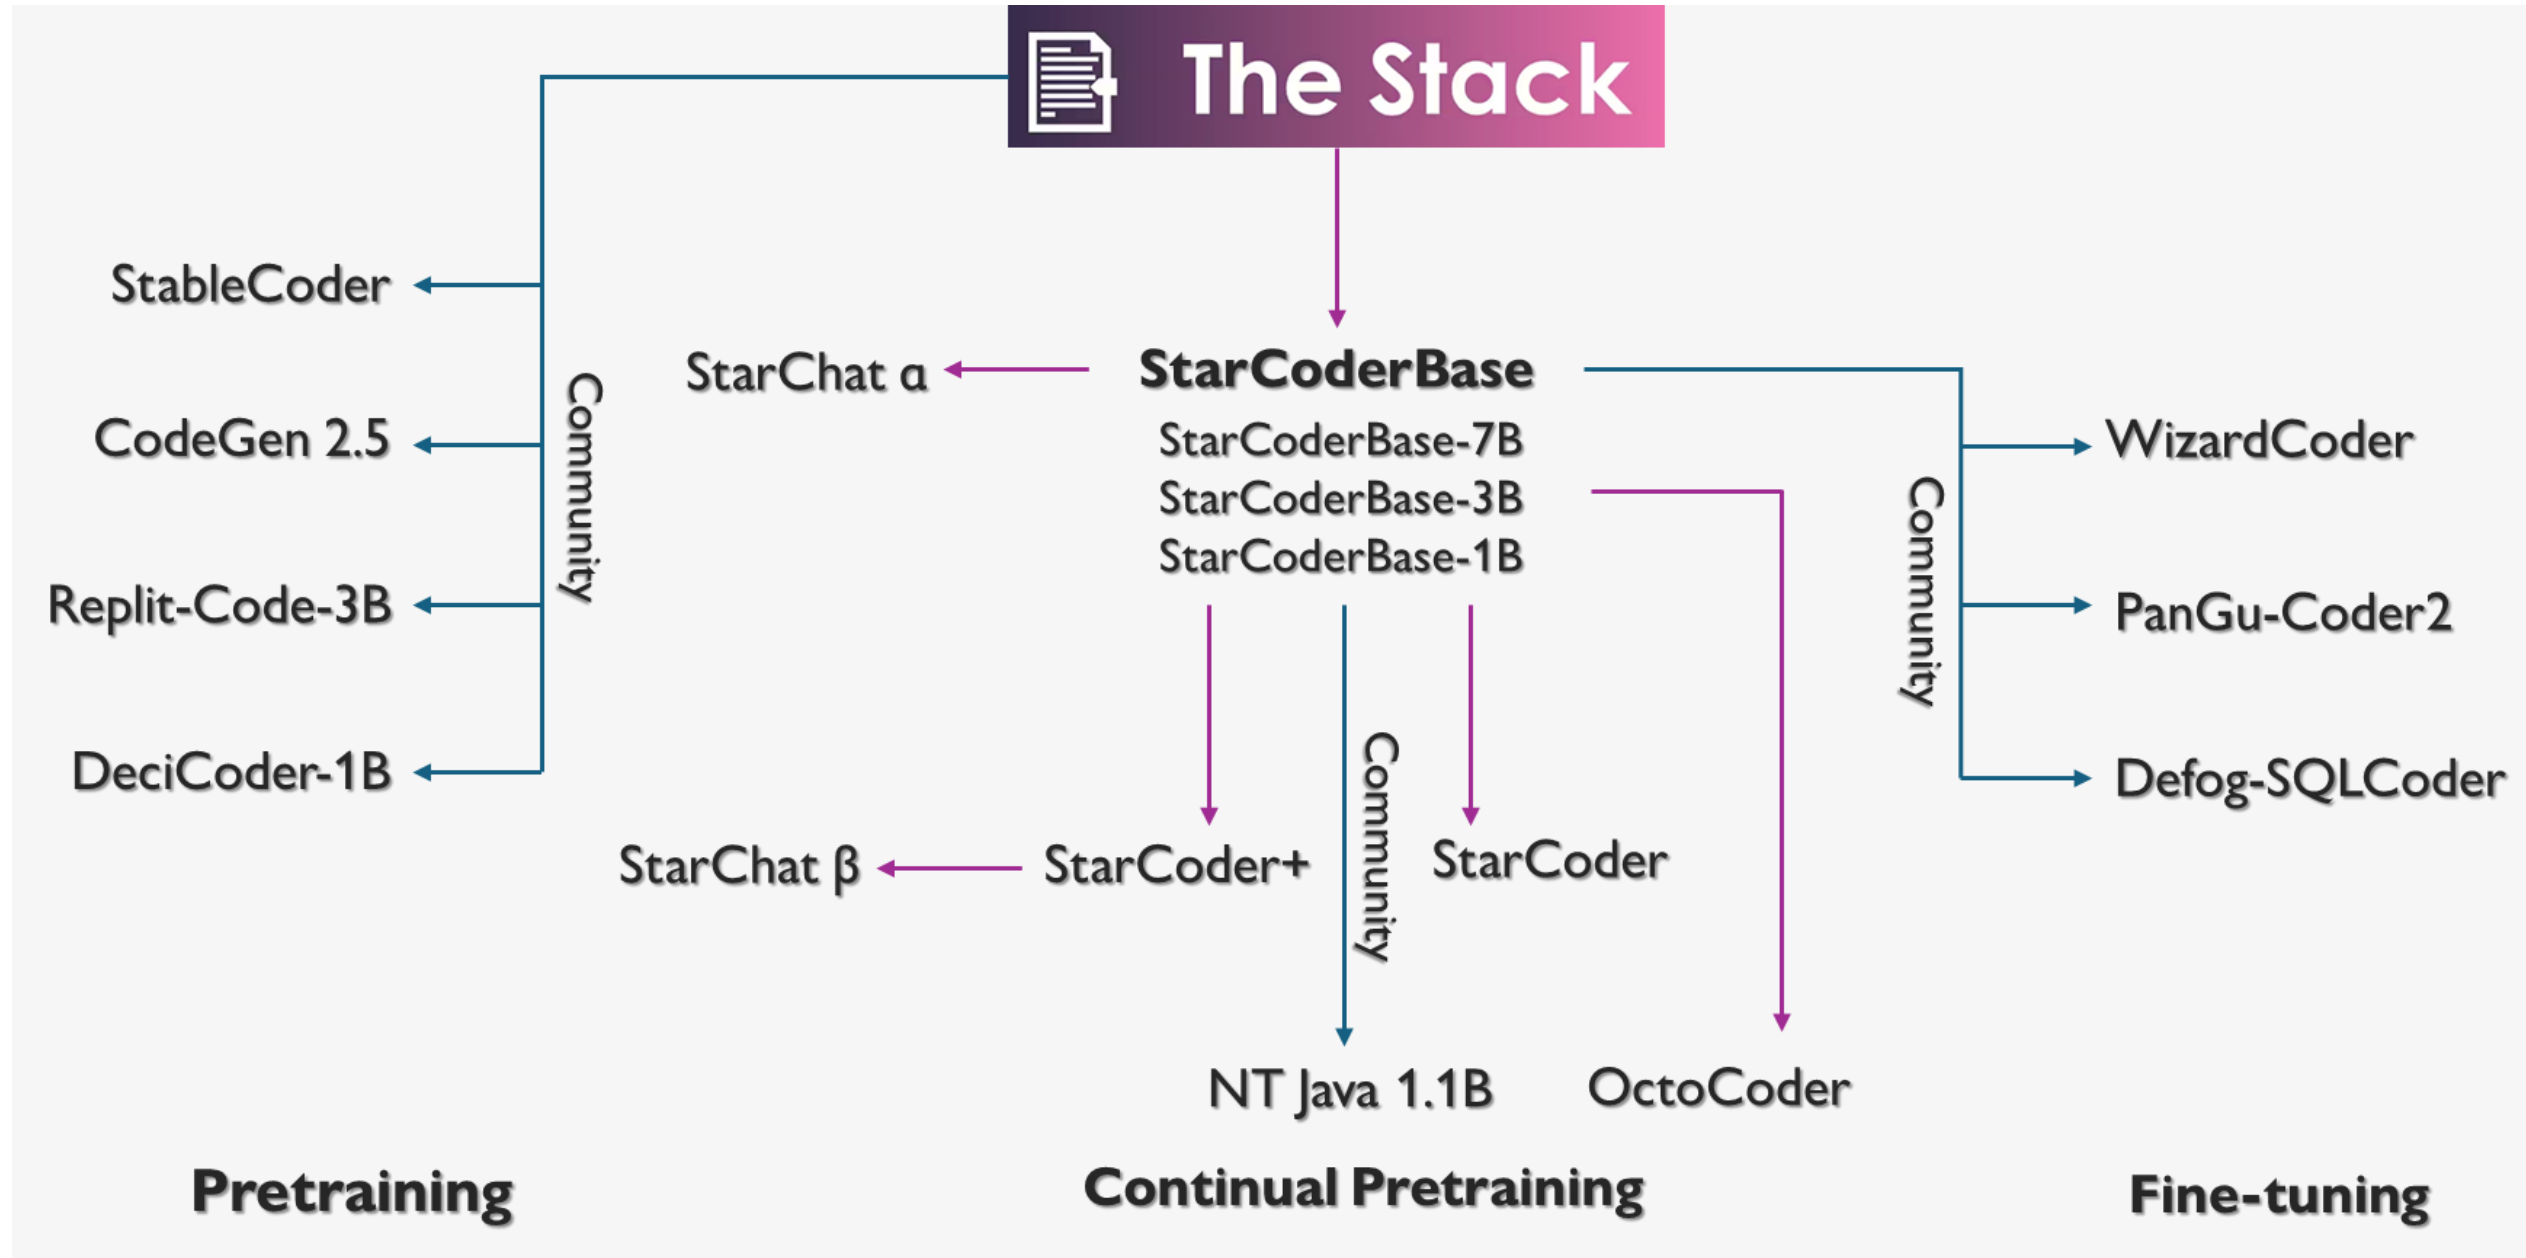 The Stack
StableCoder
CodeGen 2.5
Replit-Code-3B
DeciCoder-1B
Community
StarChat α
StarCoderBase
StarCoderBase-7B
StarCoderBase-3B
StarCoderBase-1B
Community
WizardCoder
PanGu-Coder2
Defog-SQLCoder
StarChat β
StarCoder+
Community
StarCoder
NT Java 1.1B
OctoCoder
Pretraining
Continual Pretraining
Fine-tuning